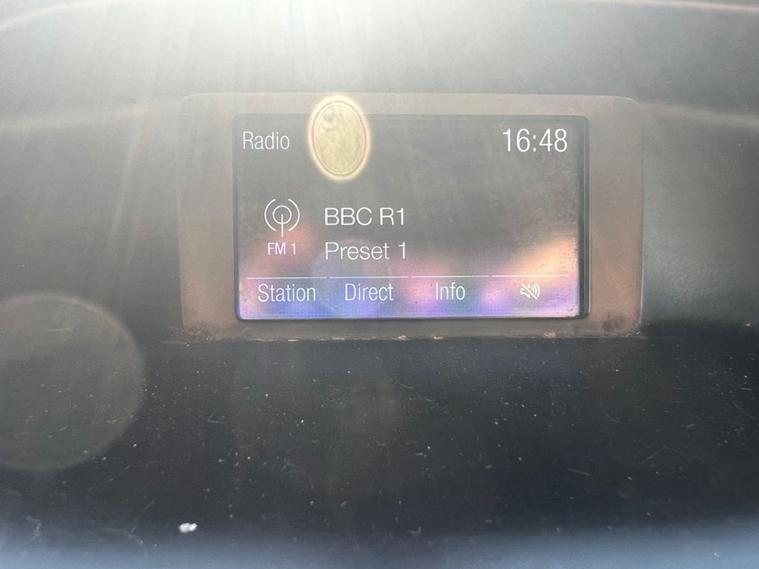 Radio 16:48
BBC R1
FM 1 Preset 1
Station Direct Info